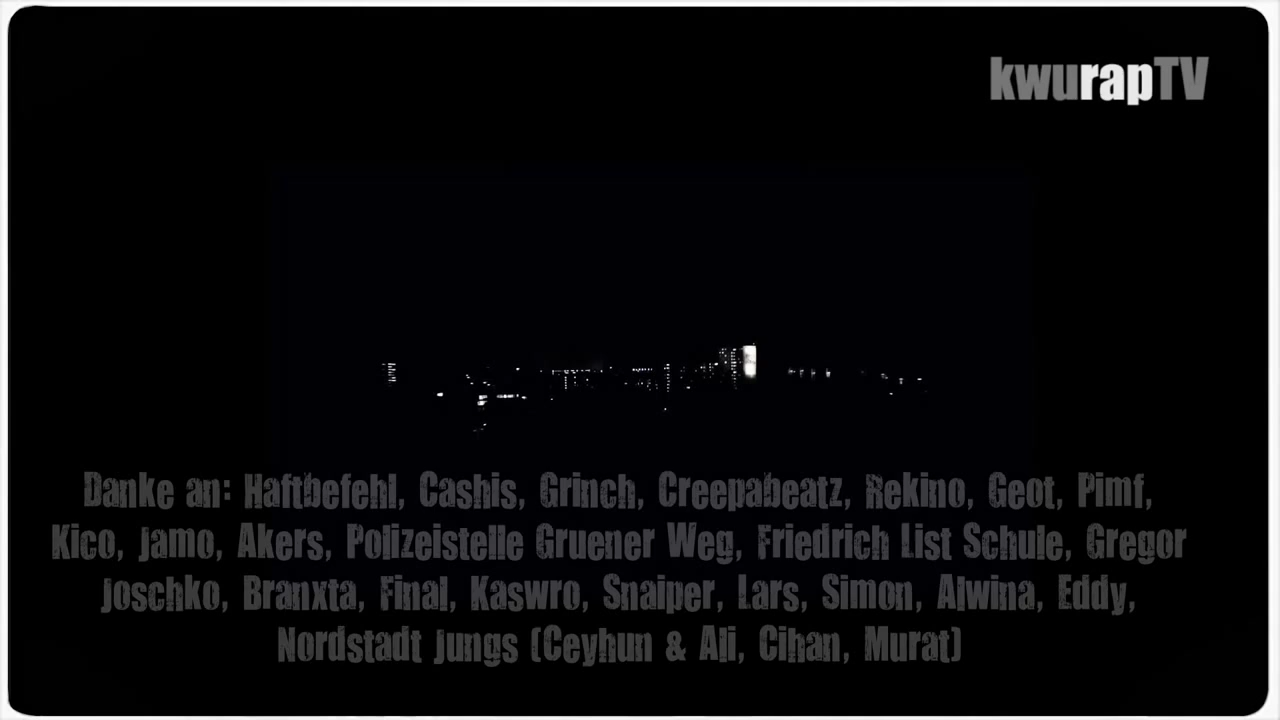 kwurapTV
Danke an: Haftbefehl, Cashis, Grinch, Creepabeatz, Rekino, Geot, Pimf,
Kico, Jamo, Akers, Polizeistelle Gruener Weg, Friedrich List Schule, Gregor
Joschko, Branxta, Final, Kaswro, Snaiper, Lars, Simon, Alwina, Eddy,
Nordstadt Jungs (Ceyhun & Ali, Cihan, Murat)